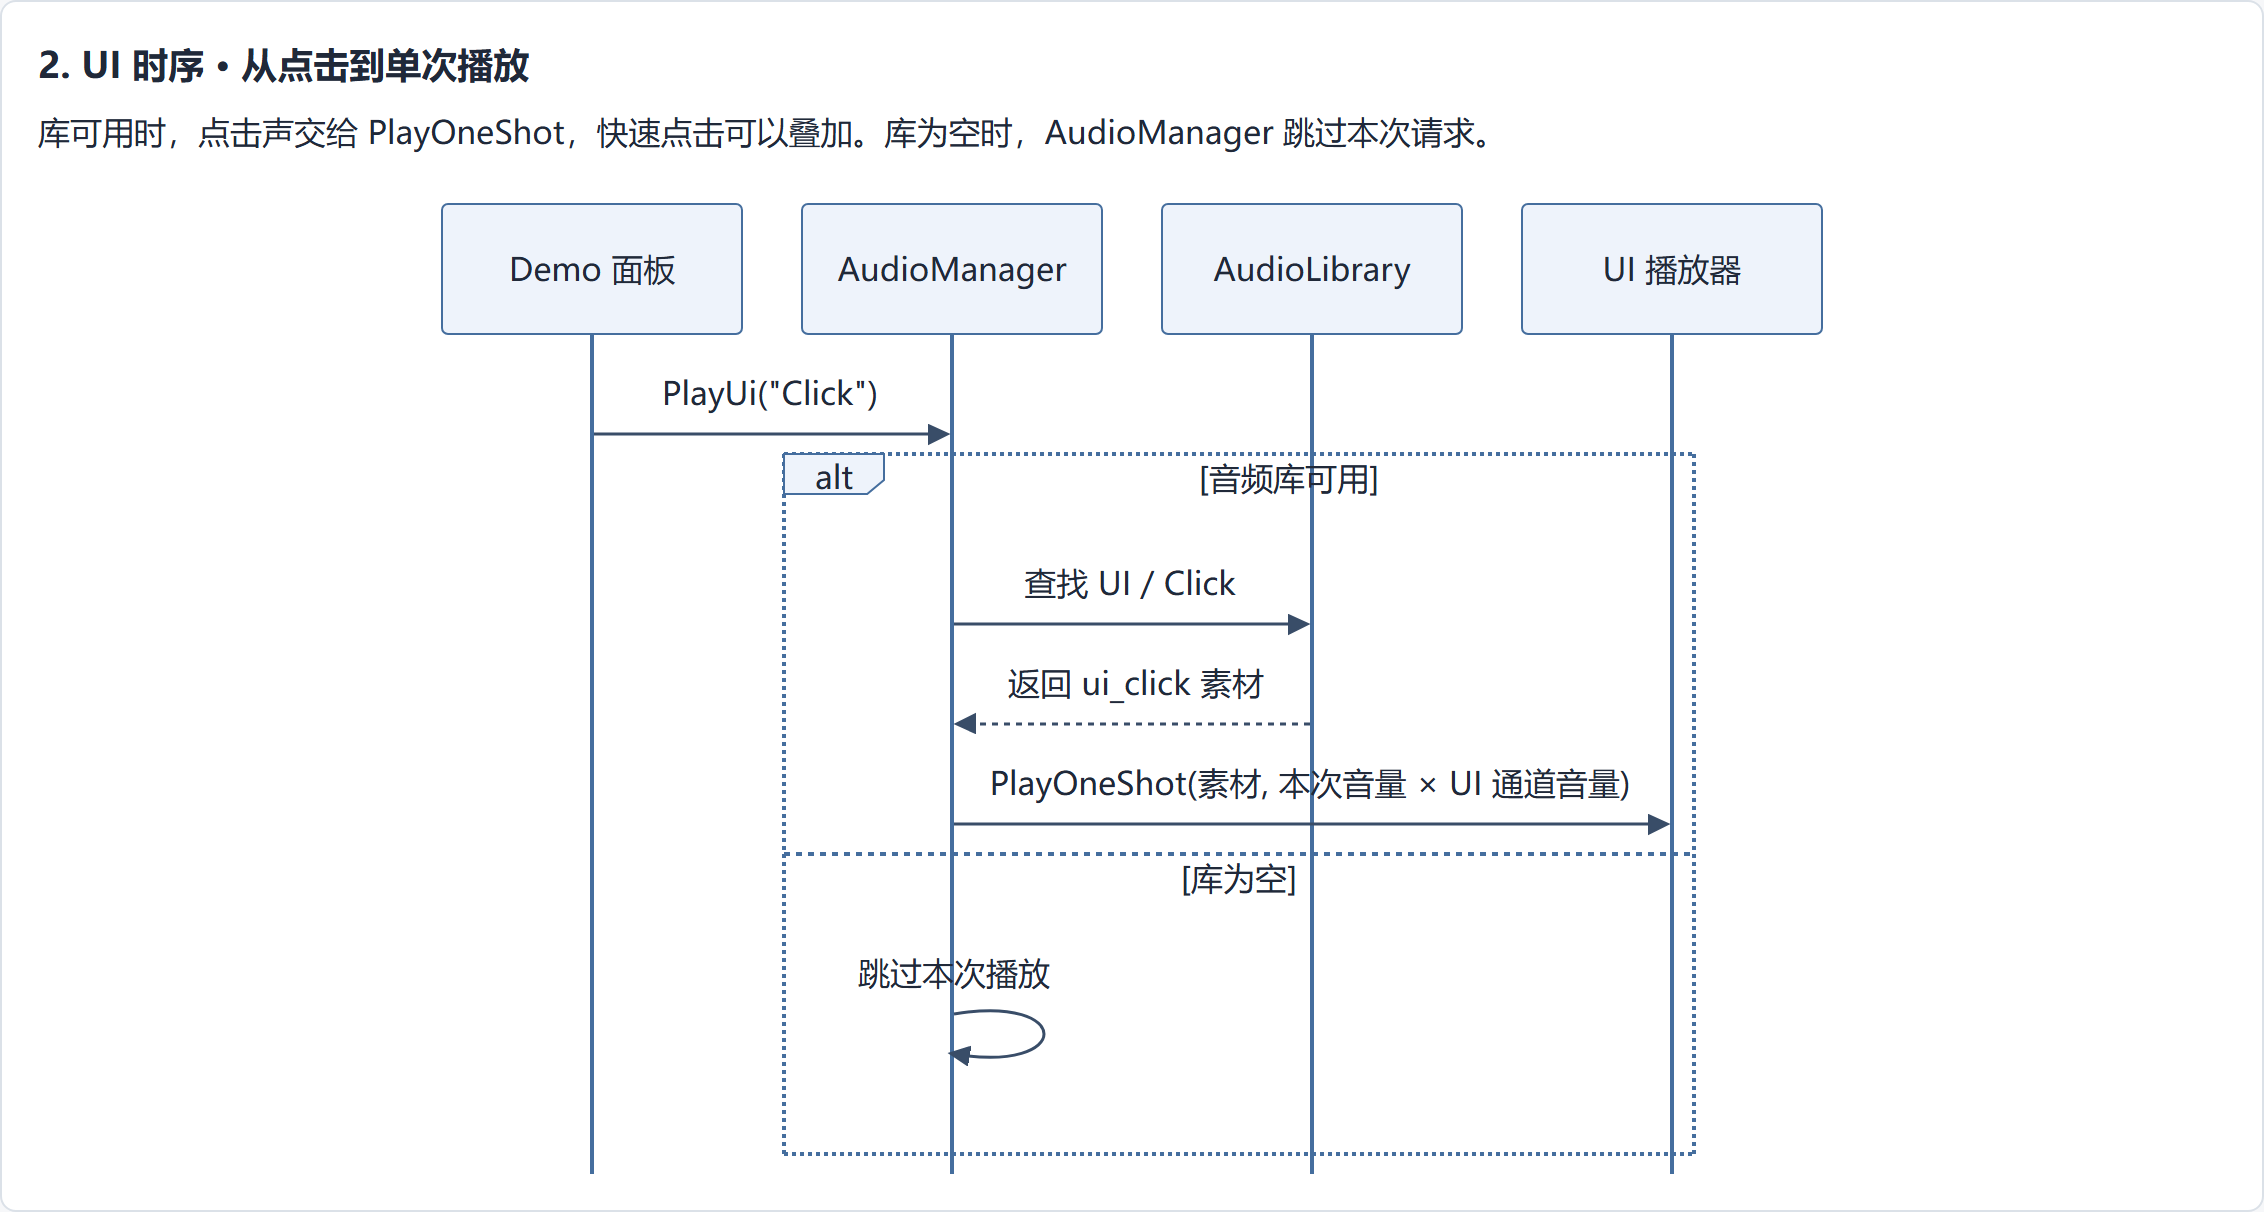 2. UI 时序 • 从点击到单次播放
库可用时，点击声交给 PlayOneShot，快速点击可以叠加。库为空时，AudioManager 跳过本次请求。
Demo 面板
AudioManager
AudioLibrary
UI 播放器
PlayUi("Click")
alt
[音频库可用]
查找 UI / Click
返回 ui_click 素材
PlayOneShot(素材, 本次音量 × UI 通道音量)
[库为空]
跳过本次播放